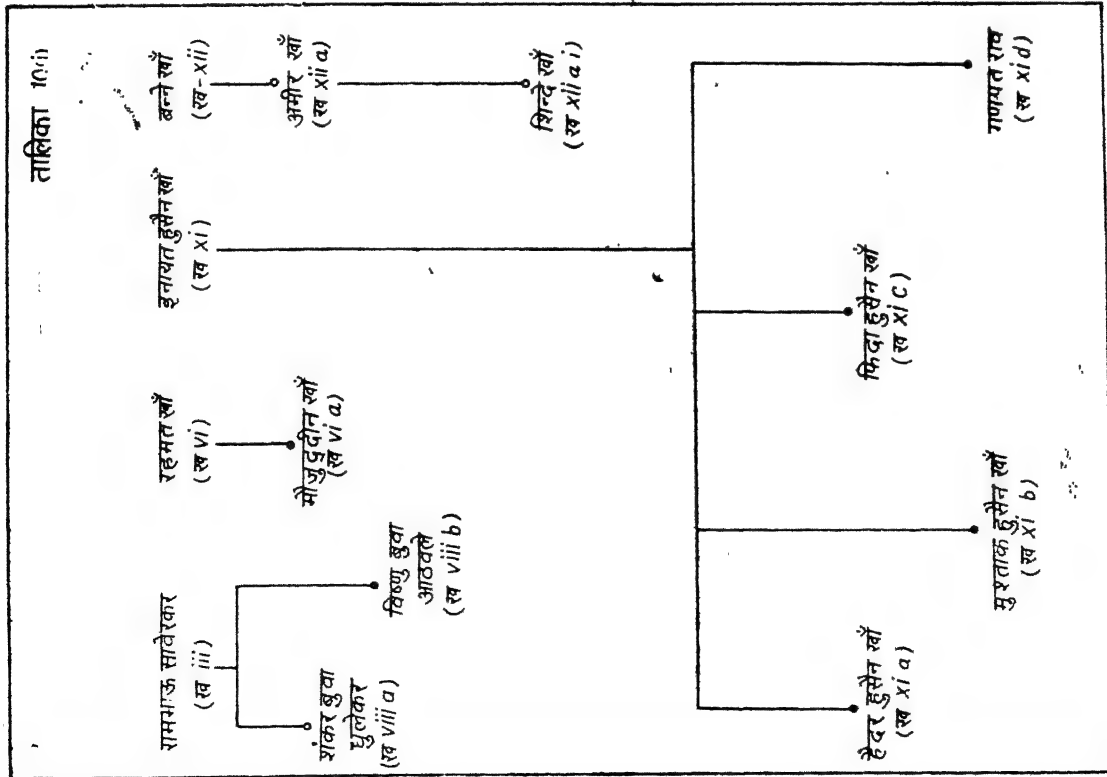 तालिका 10(i)
रामभाऊ सावेरकर
(ख iii)
शंकर बुवा
धुलेकर
(ख viii a)
विष्णु बुवा
आठवले
(ख viii b)
रहमत खाँ
(ख vi)
मोजुद्दीन खाँ
(ख vi a)
इनायत हुसैन खाँ
(ख xi)
बन्ने खाँ
(ख-xii)
अमीर खाँ
(ख xii a)
शिन्दे खाँ
(ख xii a i)
हैदर हुसैन खाँ
(ख xi a)
मुश्ताक हुसैन खाँ
(ख xi b)
फिदा हुसैन खाँ
(ख xi c)
गणपत राव
(ख xi d)